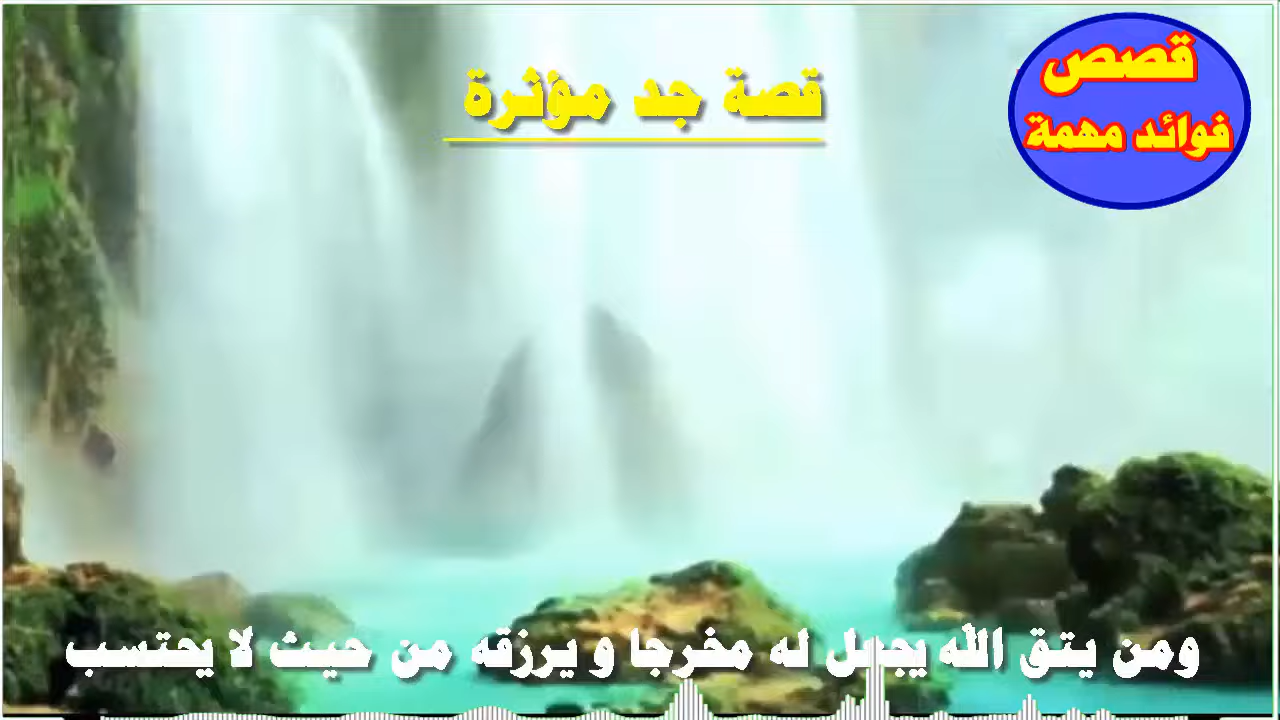 قصص
فوائد مهمة
قصة جد مؤثرة
ومن يتق الله يجعل له مخرجا و يرزقه من حيث لا يحتسب